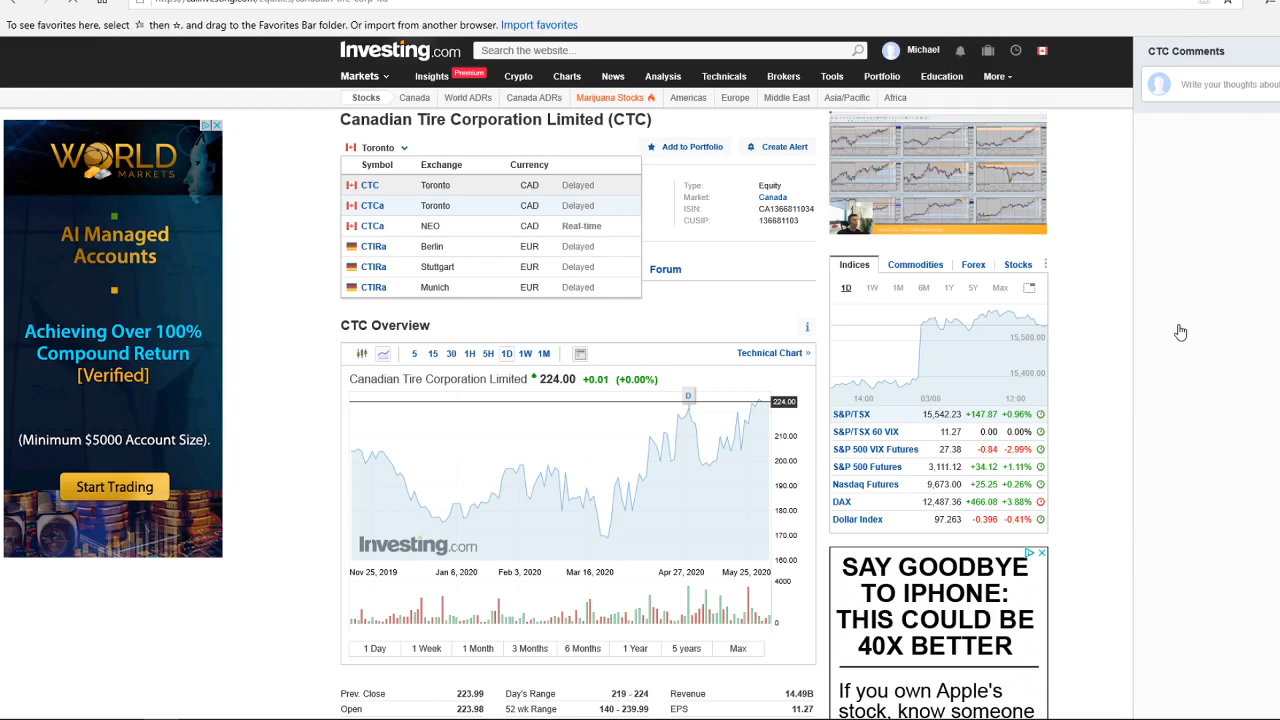 To see favorites here, select ☆ then ☆, and drag to the Favorites Bar folder. Or import from another browser. Import favorites
Investing.com
Search the website...
Michael
Markets
Insights
Premium
Crypto
Charts
News
Analysis
Technicals
Brokers
Tools
Portfolio
Education
More
Stocks
Canada
World ADRs
Canada ADRs
Marijuana Stocks
Americas
Europe
Middle East
Asia/Pacific
Africa
Canadian Tire Corporation Limited (CTC)
Toronto
Add to Portfolio
Create Alert
Symbol Exchange Currency
CTC Toronto CAD Delayed
CTCa Toronto CAD Delayed
CTCa NEO CAD Real-time
CTIRa Berlin EUR Delayed
CTIRa Stuttgart EUR Delayed
CTIRa Munich EUR Delayed
Type: Equity
Market: Canada
ISIN: CA1366811034
CUSIP: 136681103
Forum
CTC Overview
5 15 30 1H 5H 1D 1W 1M
Technical Chart »
Canadian Tire Corporation Limited 224.00 +0.01 (+0.00%)
D
224.00
210.00
200.00
190.00
180.00
170.00
160.00
Investing.com
Nov 25, 2019 Jan 6, 2020 Feb 3, 2020 Mar 16, 2020 Apr 27, 2020 May 25, 2020
4000
0
1 Day 1 Week 1 Month 3 Months 6 Months 1 Year 5 years Max
Prev. Close 223.99 Day's Range 219 - 224 Revenue 14.49B
Open 223.98 52 wk Range 140 - 239.99 EPS 11.27
WORLD
MARKETS
AI Managed
Accounts
Achieving Over 100%
Compound Return
[Verified]
(Minimum $5000 Account Size).
Start Trading
Indices Commodities Forex Stocks
1D 1W 1M 6M 1Y 5Y Max
15,500.00
15,400.00
14:00 03/06 12:00
S&P/TSX 15,542.23 +147.87 +0.96%
S&P/TSX 60 VIX 11.27 0.00 0.00%
S&P 500 VIX Futures 27.38 -0.84 -2.99%
S&P 500 Futures 3,111.12 +34.12 +1.11%
Nasdaq Futures 9,673.00 +25.25 +0.26%
DAX 12,487.36 +466.08 +3.88%
Dollar Index 97.263 -0.396 -0.41%
SAY GOODBYE
TO IPHONE:
THIS COULD BE
40X BETTER
If you own Apple's
stock, know someone
CTC Comments
Write your thoughts about